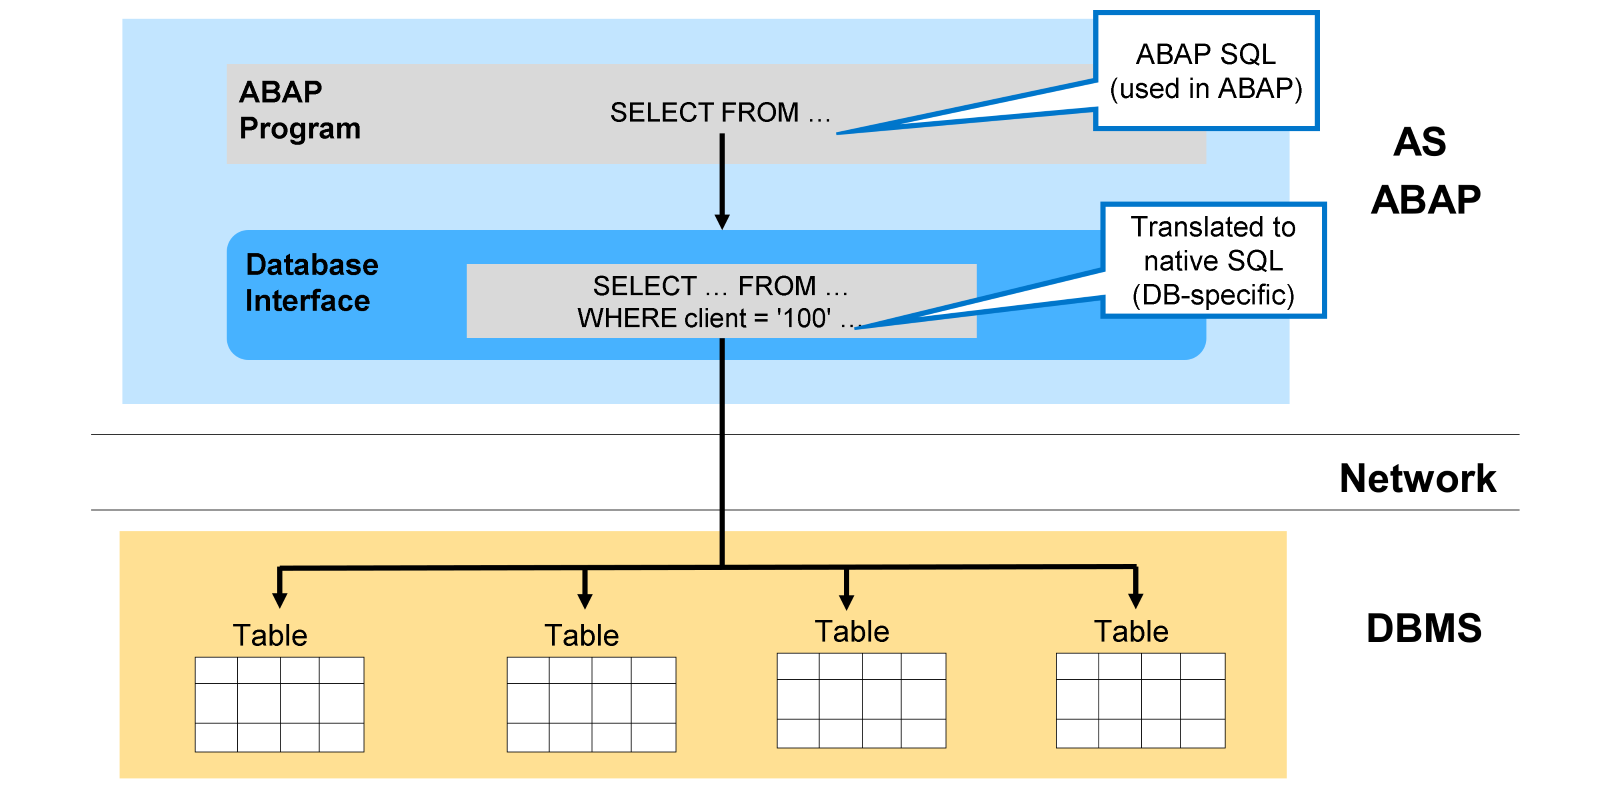 ABAP SQL
(used in ABAP)
ABAP
Program
SELECT FROM …
AS
ABAP
Translated to
native SQL
(DB-specific)
Database
Interface
SELECT … FROM …
WHERE client = '100' …
Network
DBMS
Table
Table
Table
Table